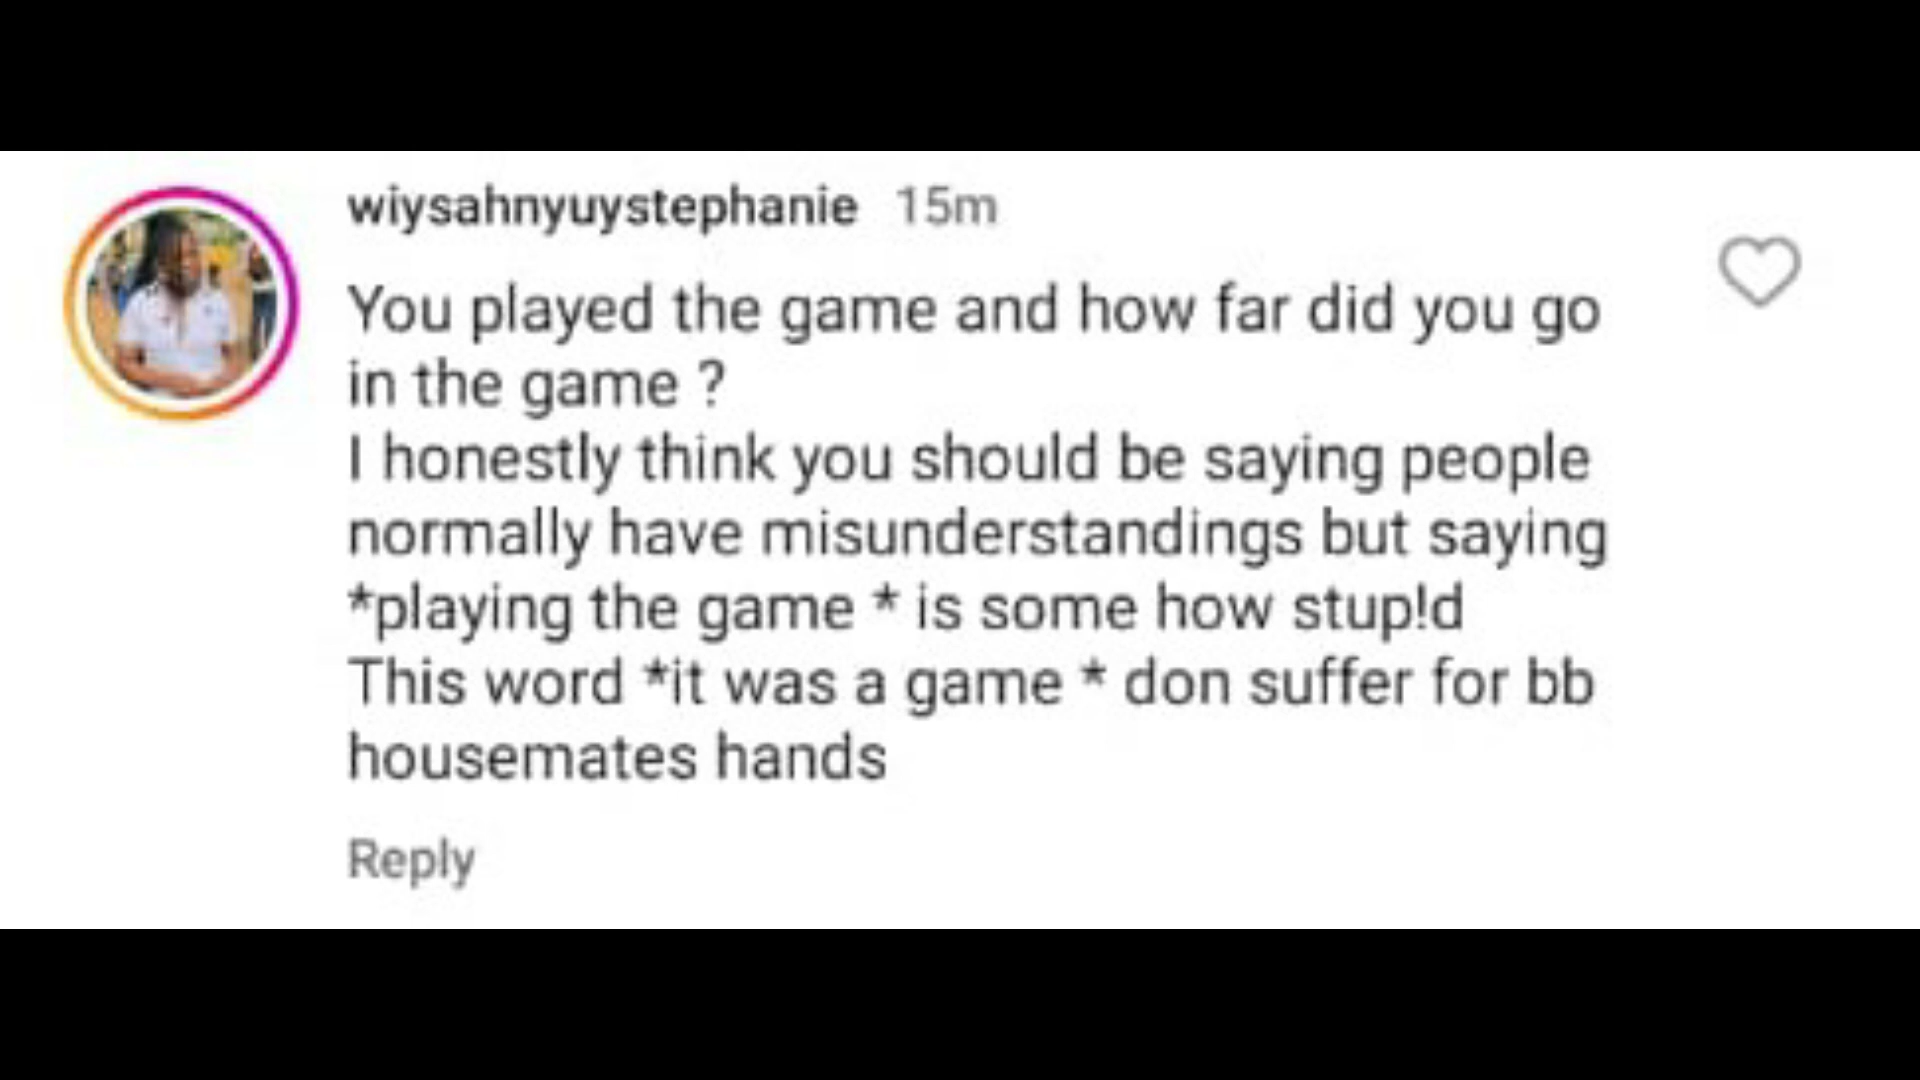 wiysahnyuystephanie 15m
You played the game and how far did you go
in the game ?
I honestly think you should be saying people
normally have misunderstandings but saying
*playing the game * is some how stup!d
This word *it was a game * don suffer for bb
housemates hands
Reply